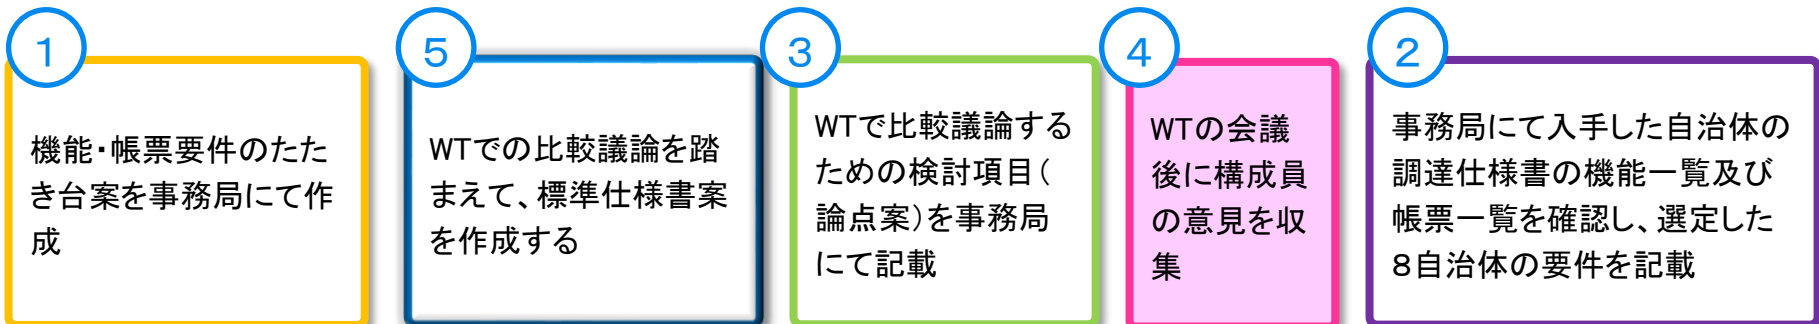 1
機能・帳票要件のたた
き台案を事務局にて作
成
5
WTでの比較議論を踏
まえて、標準仕様書案
を作成する
3
WTで比較議論する
ための検討項目(
論点案)を事務局
にて記載
4
WTの会議
後に構成員
の意見を収
集
2
事務局にて入手した自治体の
調達仕様書の機能一覧及び
帳票一覧を確認し、選定した
8自治体の要件を記載